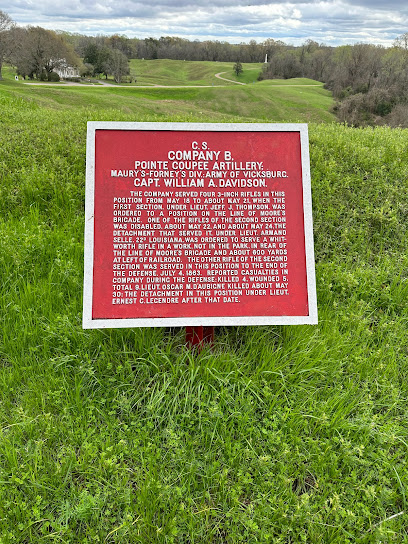 C.S.
COMPANY B,
POINTE COUPEE ARTILLERY;
MAURY'S-FORNEY'S DIV.; ARMY OF VICKSBURG.
CAPT. WILLIAM A. DAVIDSON.
THE COMPANY SERVED FOUR 3-INCH RIFLES IN THIS
POSITION FROM MAY 18 TO ABOUT MAY 21, WHEN THE
FIRST SECTION, UNDER LIEUT. JEFF. J. THOMPSON, WAS
ORDERED TO A POSITION ON THE LINE OF MOORE'S
BRIGADE. ONE OF THE RIFLES OF THE SECOND SECTION
WAS DISABLED, ABOUT MAY 22, AND ABOUT MAY 24, THE
DETACHMENT THAT SERVED IT, UNDER LIEUT. ARMAND
SELLE, 22D LOUISIANA, WAS ORDERED TO SERVE A WHIT-
WORTH RIFLE IN A WORK, NOT IN THE PARK, IN REAR OF
THE LINE OF MOORE'S BRIGADE AND ABOUT 600 YARDS
AT LEFT OF RAILROAD. THE OTHER RIFLE OF THE SECOND
SECTION WAS SERVED IN THIS POSITION TO THE END OF
THE DEFENSE, JULY 4, 1863. REPORTED CASUALTIES IN
COMPANY DURING THE DEFENSE: KILLED 4, WOUNDED 5,
TOTAL 9, LIEUT. OSCAR M. D'AUBIGNE KILLED ABOUT MAY
30; THE DETACHMENT IN THIS POSITION UNDER LIEUT.
ERNEST C. LEGENDRE AFTER THAT DATE.